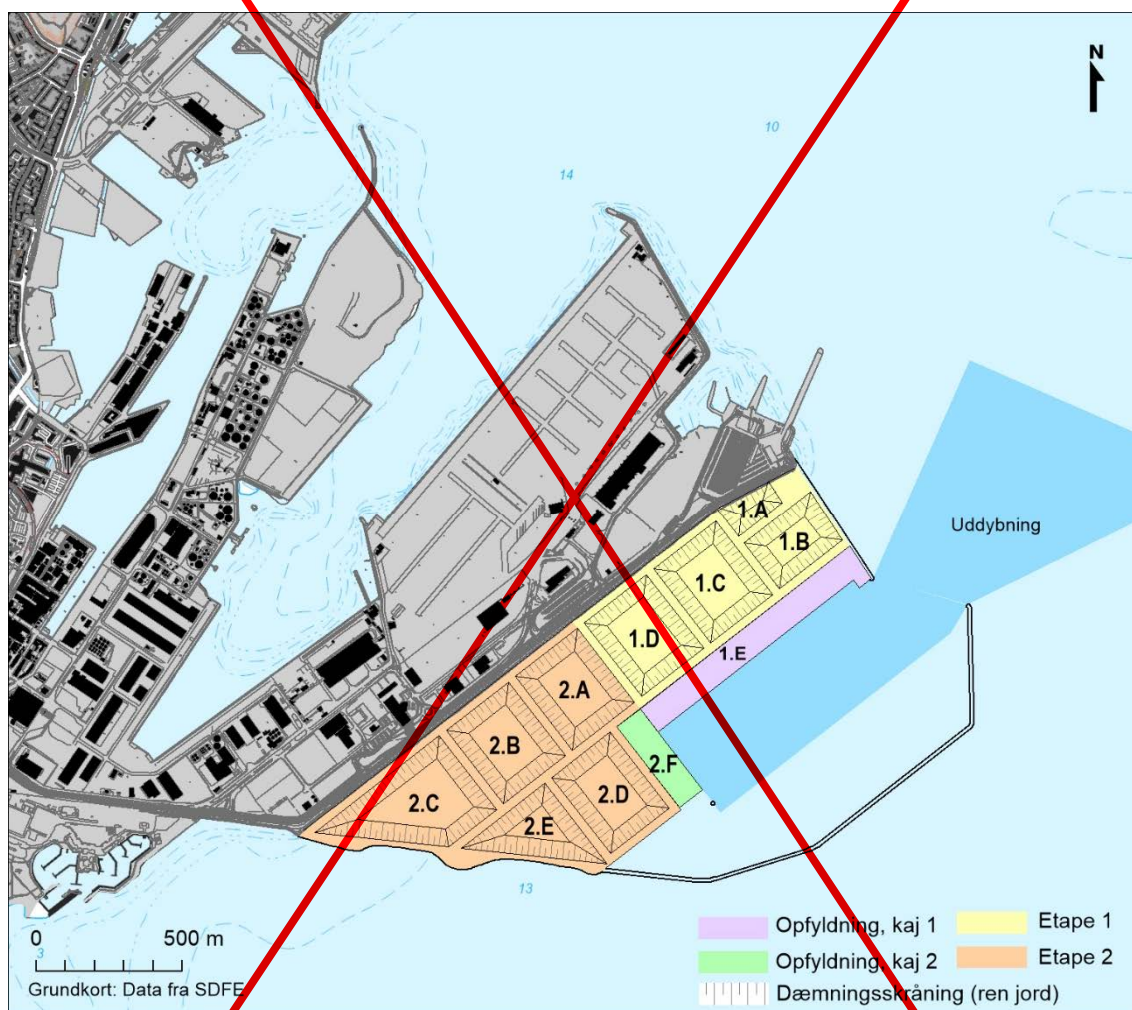 N
10
14
Uddybning
1.A
1.B
1.C
1.D
1.E
2.A
2.B
2.F
2.C
2.D
2.E
13
0 500 m
3
Grundkort: Data fra SDFE
Opfyldning, kaj 1
Etape 1
Opfyldning, kaj 2
Etape 2
Dæmningsskråning (ren jord)